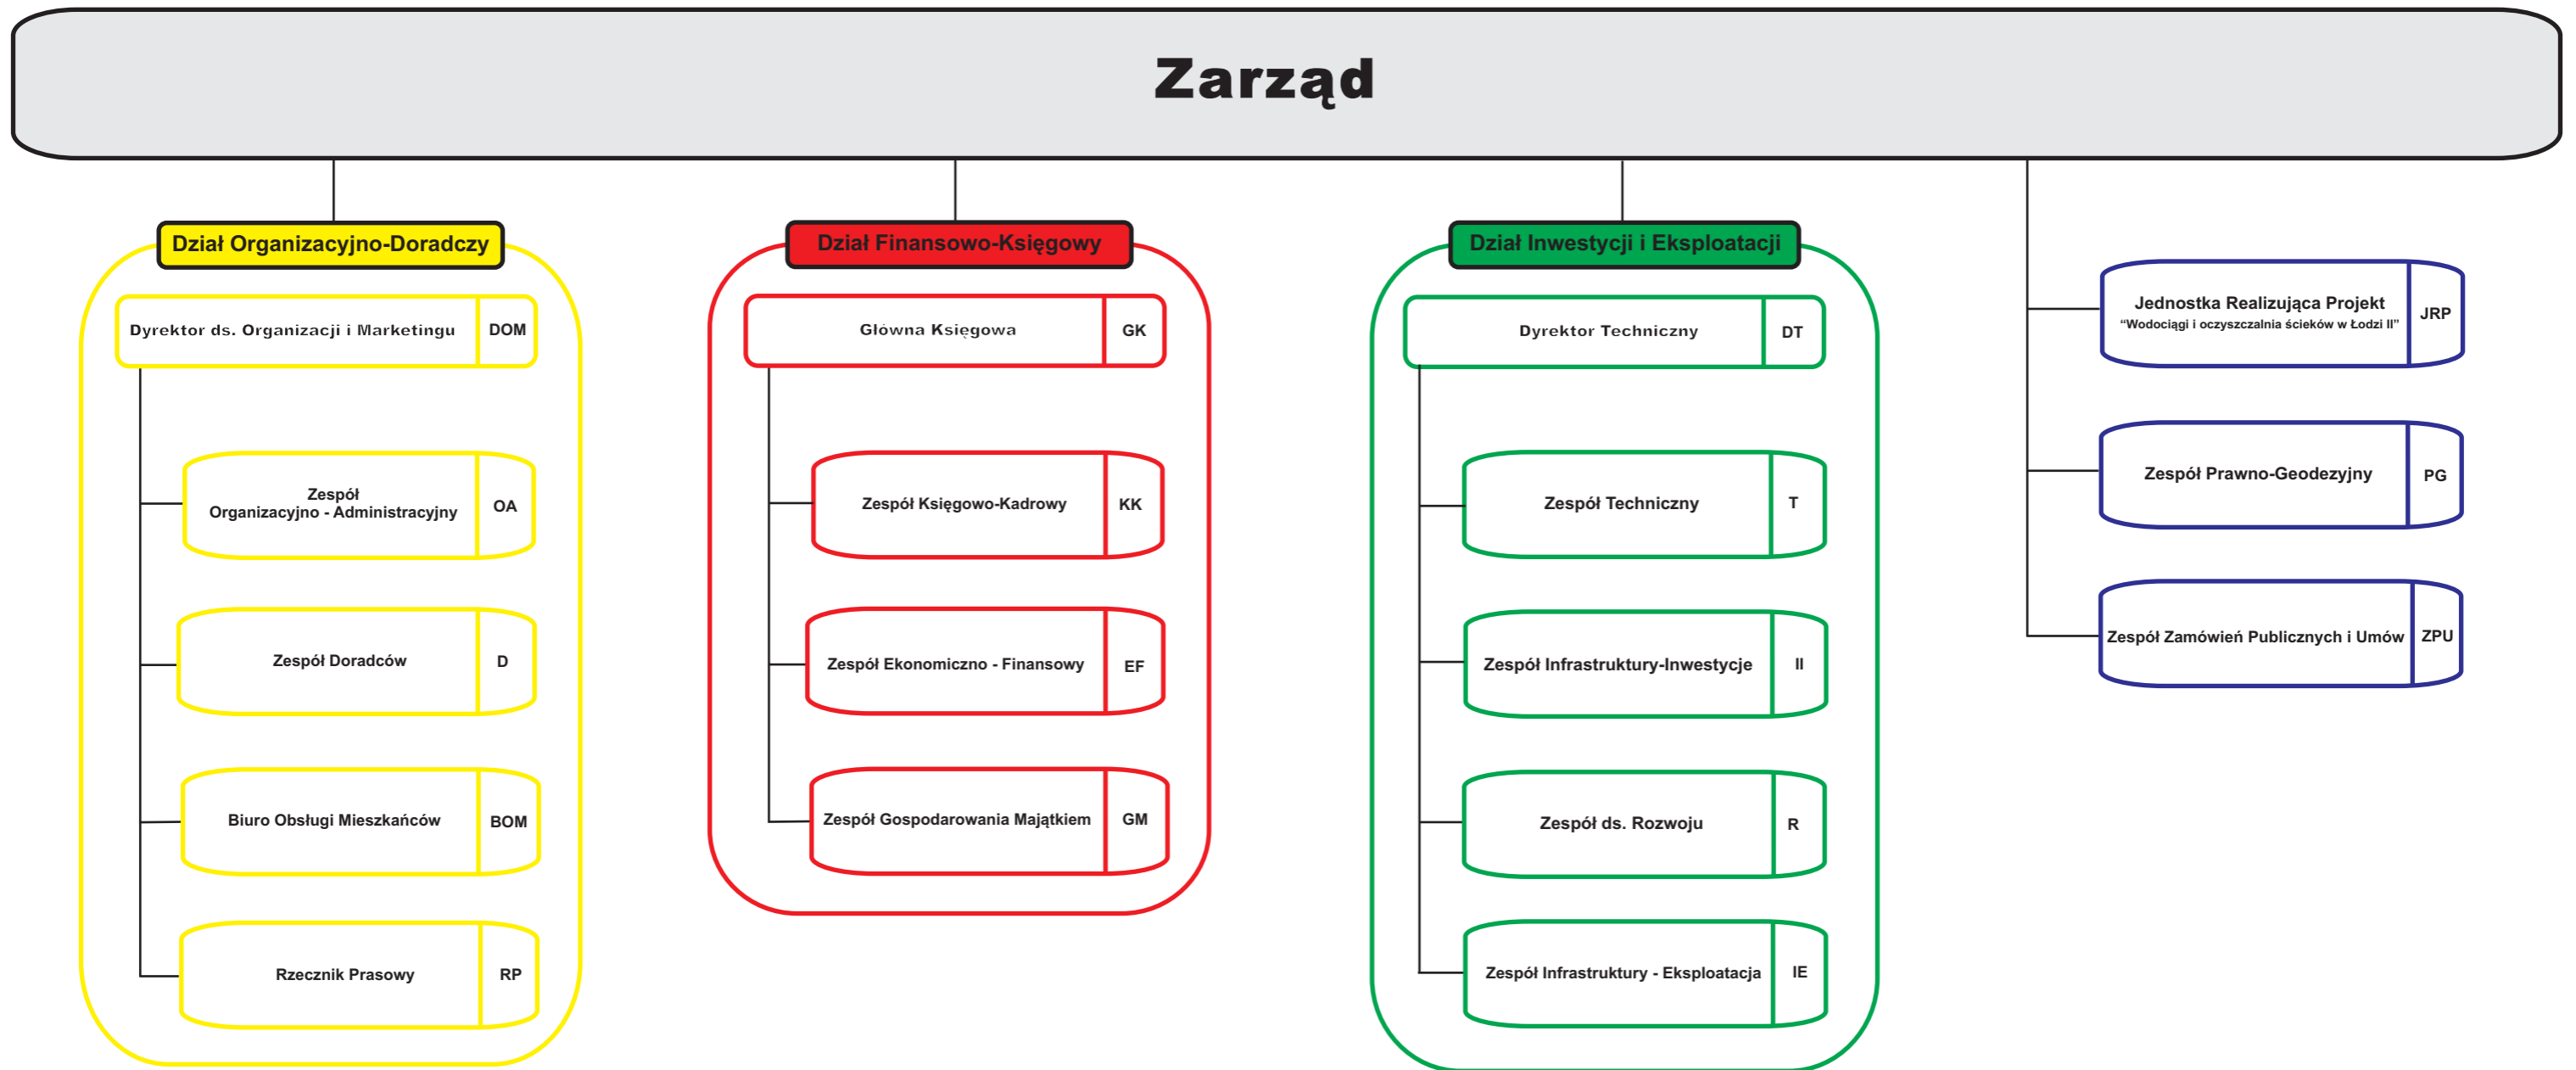 Zarząd
Dział Organizacyjno-Doradczy
Dyrektor ds. Organizacji i Marketingu
DOM
Zespół
Organizacyjno - Administracyjny
OA
Zespół Doradców
D
Biuro Obsługi Mieszkańców
BOM
Rzecznik Prasowy
RP
Dział Finansowo-Księgowy
Główna Księgowa
GK
Zespół Księgowo-Kadrowy
KK
Zespół Ekonomiczno - Finansowy
EF
Zespół Gospodarowania Majątkiem
GM
Dział Inwestycji i Eksploatacji
Dyrektor Techniczny
DT
Zespół Techniczny
T
Zespół Infrastruktury-Inwestycje
II
Zespół ds. Rozwoju
R
Zespół Infrastruktury - Eksploatacja
IE
Jednostka Realizująca Projekt
“Wodociągi i oczyszczalnia ścieków w Łodzi II”
JRP
Zespół Prawno-Geodezyjny
PG
Zespół Zamówień Publicznych i Umów
ZPU